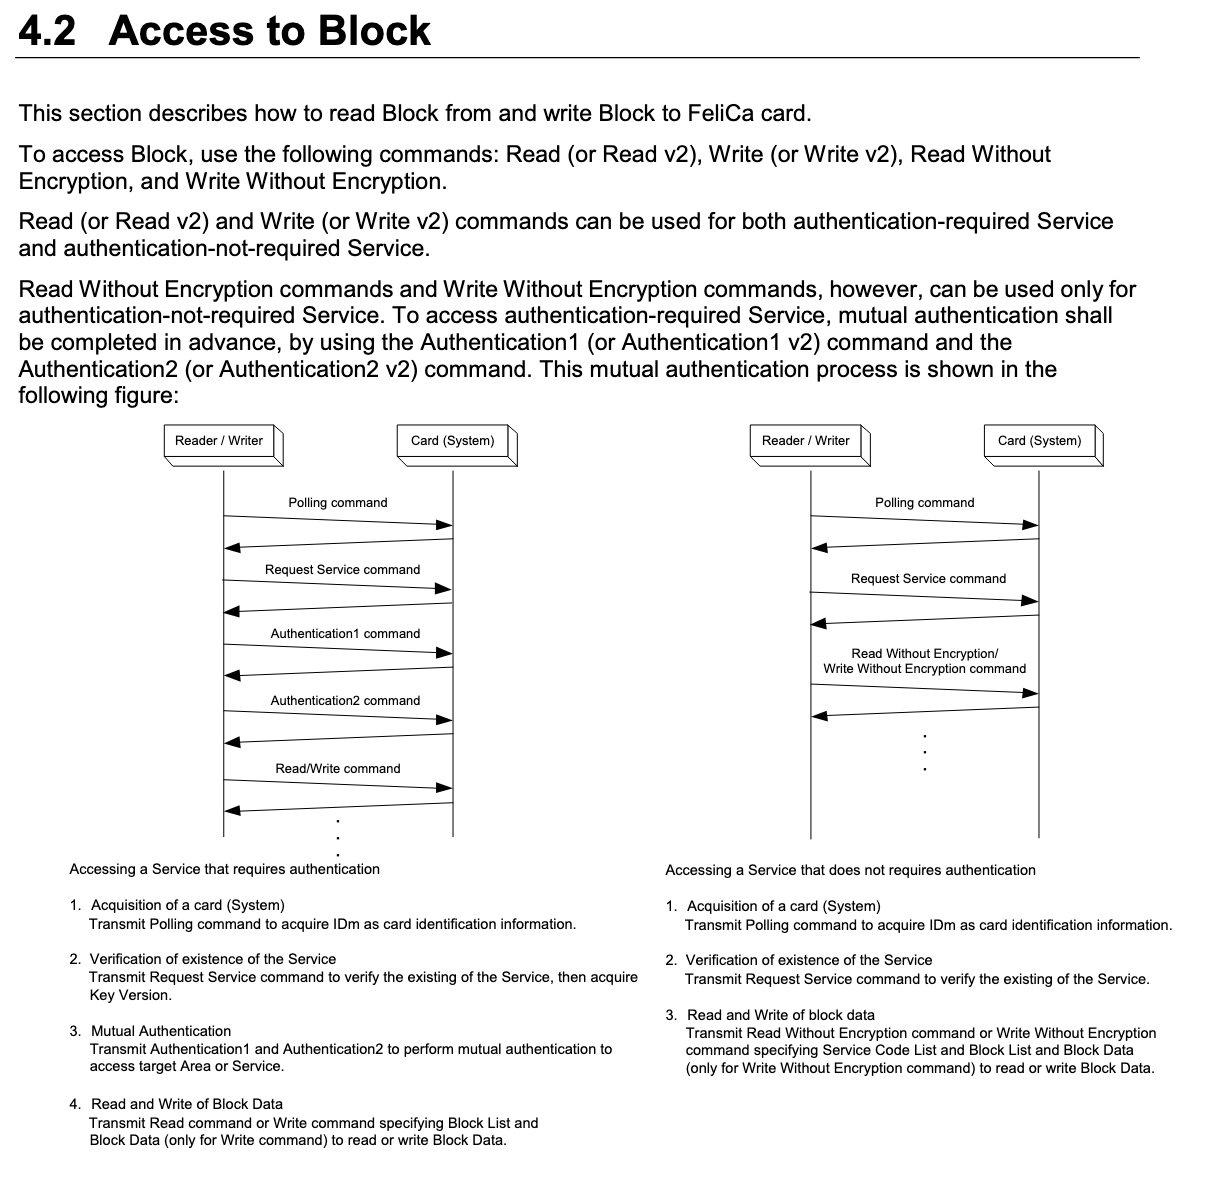 4.2 Access to Block
This section describes how to read Block from and write Block to FeliCa card.
To access Block, use the following commands: Read (or Read v2), Write (or Write v2), Read Without
Encryption, and Write Without Encryption.
Read (or Read v2) and Write (or Write v2) commands can be used for both authentication-required Service
and authentication-not-required Service.
Read Without Encryption commands and Write Without Encryption commands, however, can be used only for
authentication-not-required Service. To access authentication-required Service, mutual authentication shall
be completed in advance, by using the Authentication1 (or Authentication1 v2) command and the
Authentication2 (or Authentication2 v2) command. This mutual authentication process is shown in the
following figure:
Reader / Writer
Card (System)
Polling command
Request Service command
Authentication1 command
Authentication2 command
Read/Write command
Accessing a Service that requires authentication
1. Acquisition of a card (System)
Transmit Polling command to acquire IDm as card identification information.
2. Verification of existence of the Service
Transmit Request Service command to verify the existing of the Service, then acquire
Key Version.
3. Mutual Authentication
Transmit Authentication1 and Authentication2 to perform mutual authentication to
access target Area or Service.
4. Read and Write of Block Data
Transmit Read command or Write command specifying Block List and
Block Data (only for Write command) to read or write Block Data.
Reader / Writer
Card (System)
Polling command
Request Service command
Read Without Encryption/
Write Without Encryption command
Accessing a Service that does not requires authentication
1. Acquisition of a card (System)
Transmit Polling command to acquire IDm as card identification information.
2. Verification of existence of the Service
Transmit Request Service command to verify the existing of the Service.
3. Read and Write of block data
Transmit Read Without Encryption command or Write Without Encryption
command specifying Service Code List and Block List and Block Data
(only for Write Without Encryption command) to read or write Block Data.